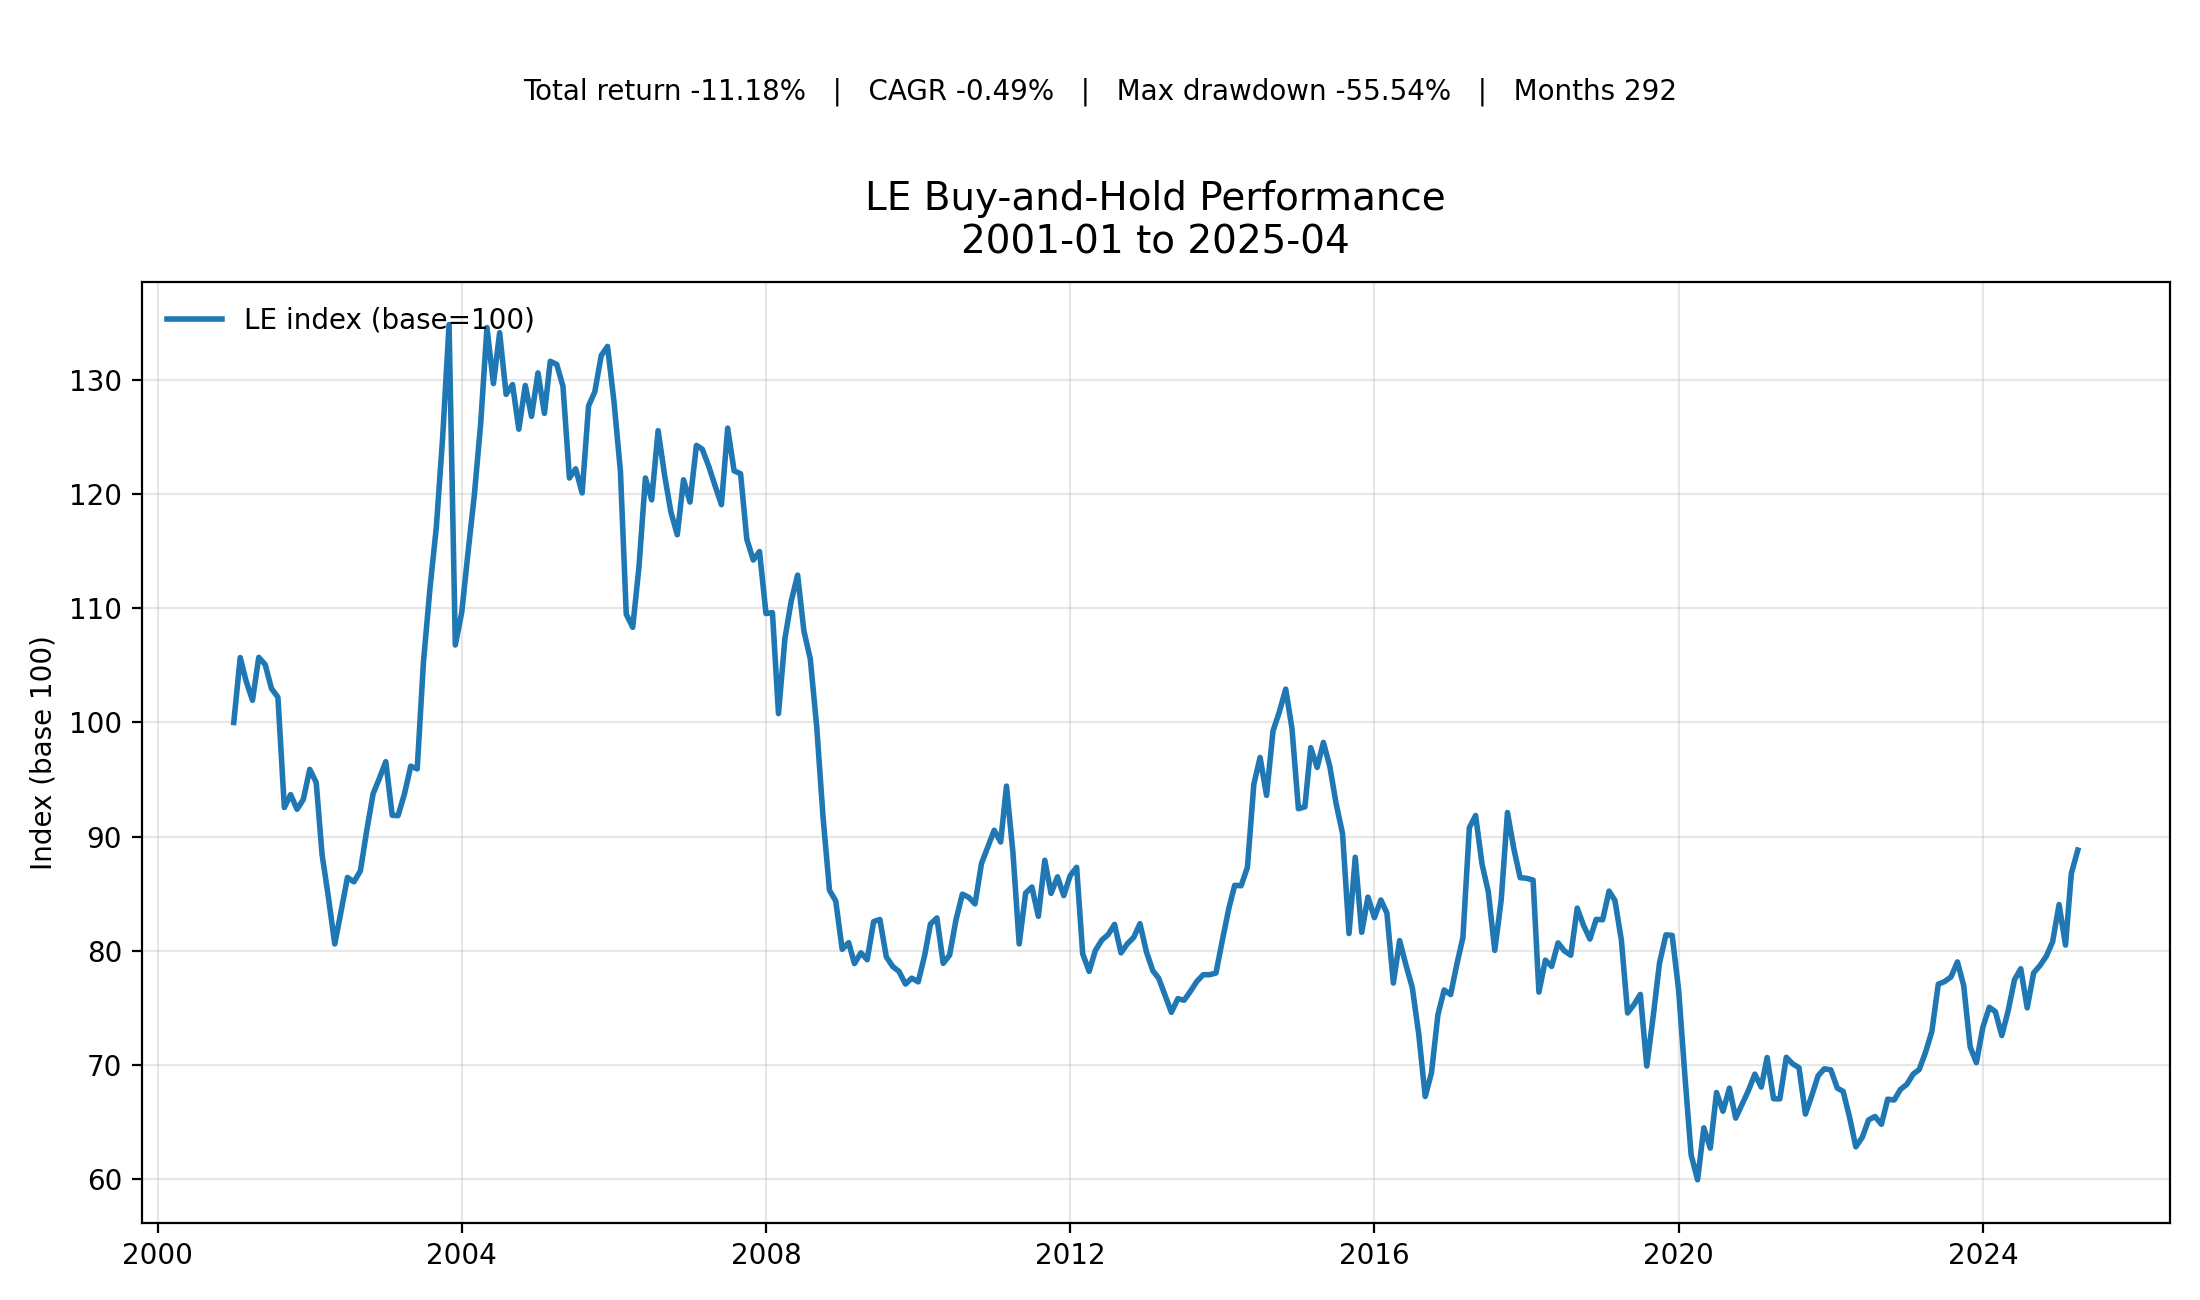 Total return -11.18% | CAGR -0.49% | Max drawdown -55.54% | Months 292
LE Buy-and-Hold Performance
2001-01 to 2025-04
LE index (base=100)
Index (base 100)
130
120
110
100
90
80
70
60
2000 2004 2008 2012 2016 2020 2024